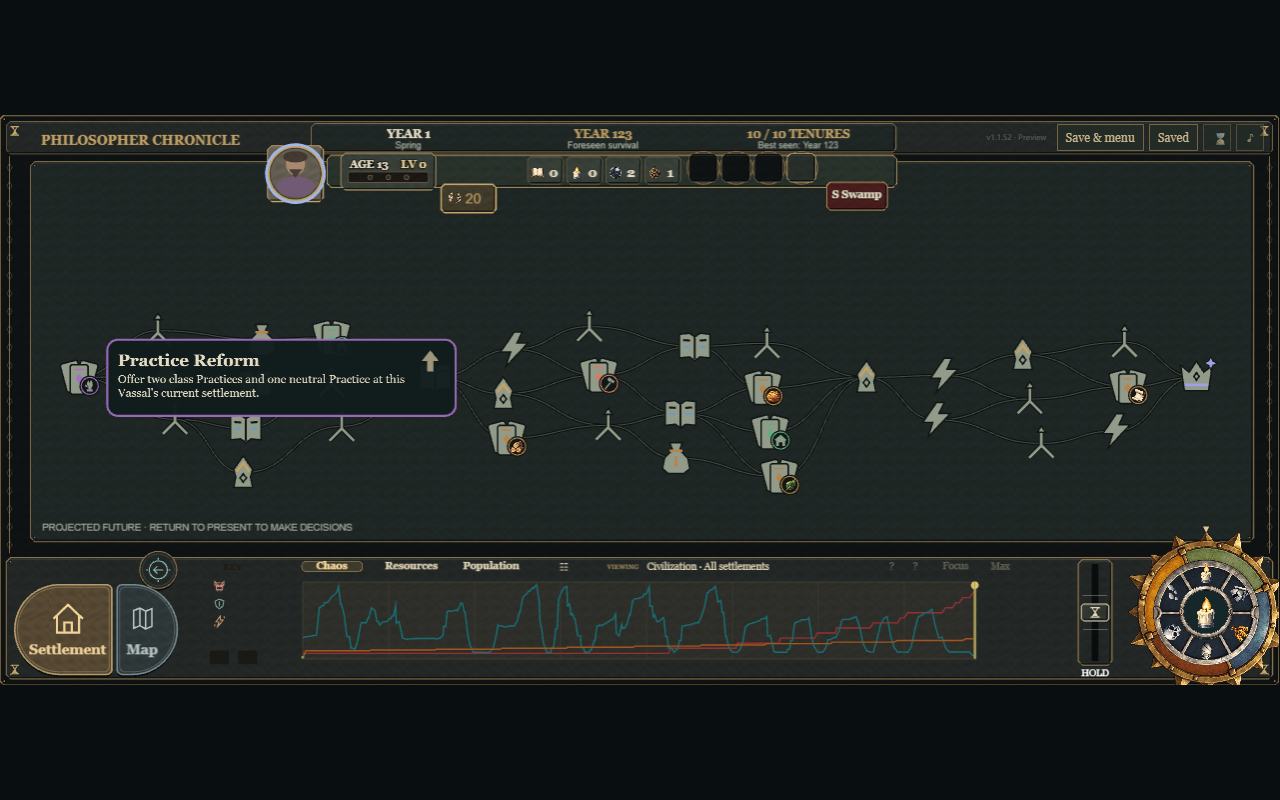 PHILOSOPHER CHRONICLE
YEAR 1
Spring
YEAR 123
Foreseen survival
10 / 10 TENURES
Best seen: Year 123
v1.1.52 - Preview
Save & menu
Saved
AGE 13
LV 0
0
0
2
1
20
S Swamp
Practice Reform
Offer two class Practices and one neutral Practice at this
Vassal's current settlement.
PROJECTED FUTURE · RETURN TO PRESENT TO MAKE DECISIONS
Chaos
Resources
Population
VIEWING
Civilization · All settlements
?
?
Focus
Max
Settlement
Map
HOLD